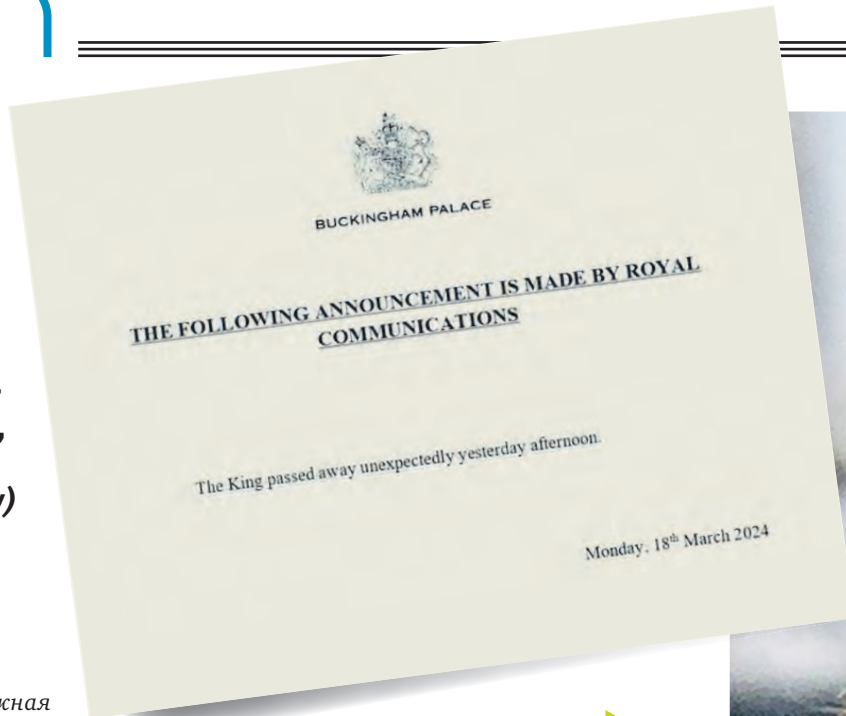 BUCKINGHAM PALACE
THE FOLLOWING ANNOUNCEMENT IS MADE BY ROYAL
COMMUNICATIONS
The King passed away unexpectedly yesterday afternoon.
Monday, 18th March 2024